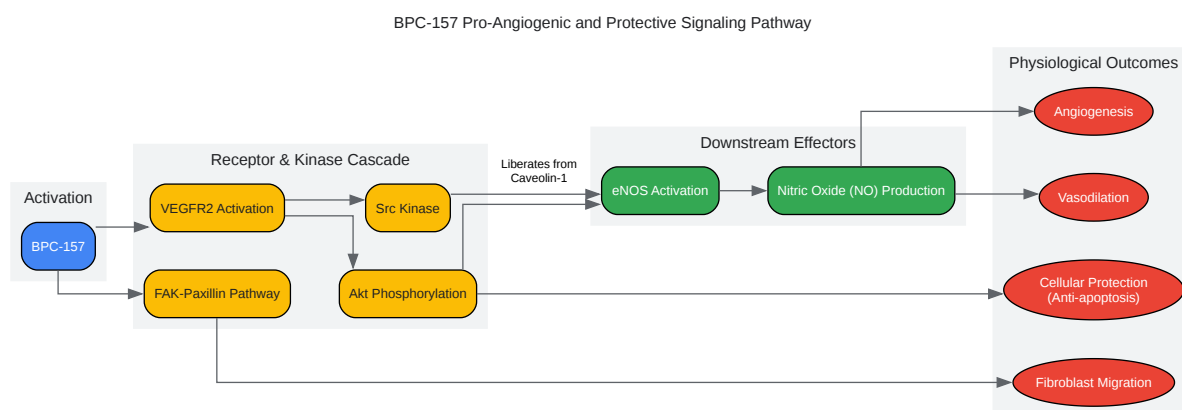 BPC-157 Pro-Angiogenic and Protective Signaling Pathway
Activation
BPC-157
Receptor & Kinase Cascade
VEGFR2 Activation
Src Kinase
FAK-Paxillin Pathway
Akt Phosphorylation
Liberates from
Caveolin-1
Downstream Effectors
eNOS Activation
Nitric Oxide (NO) Production
Physiological Outcomes
Angiogenesis
Vasodilation
Cellular Protection
(Anti-apoptosis)
Fibroblast Migration